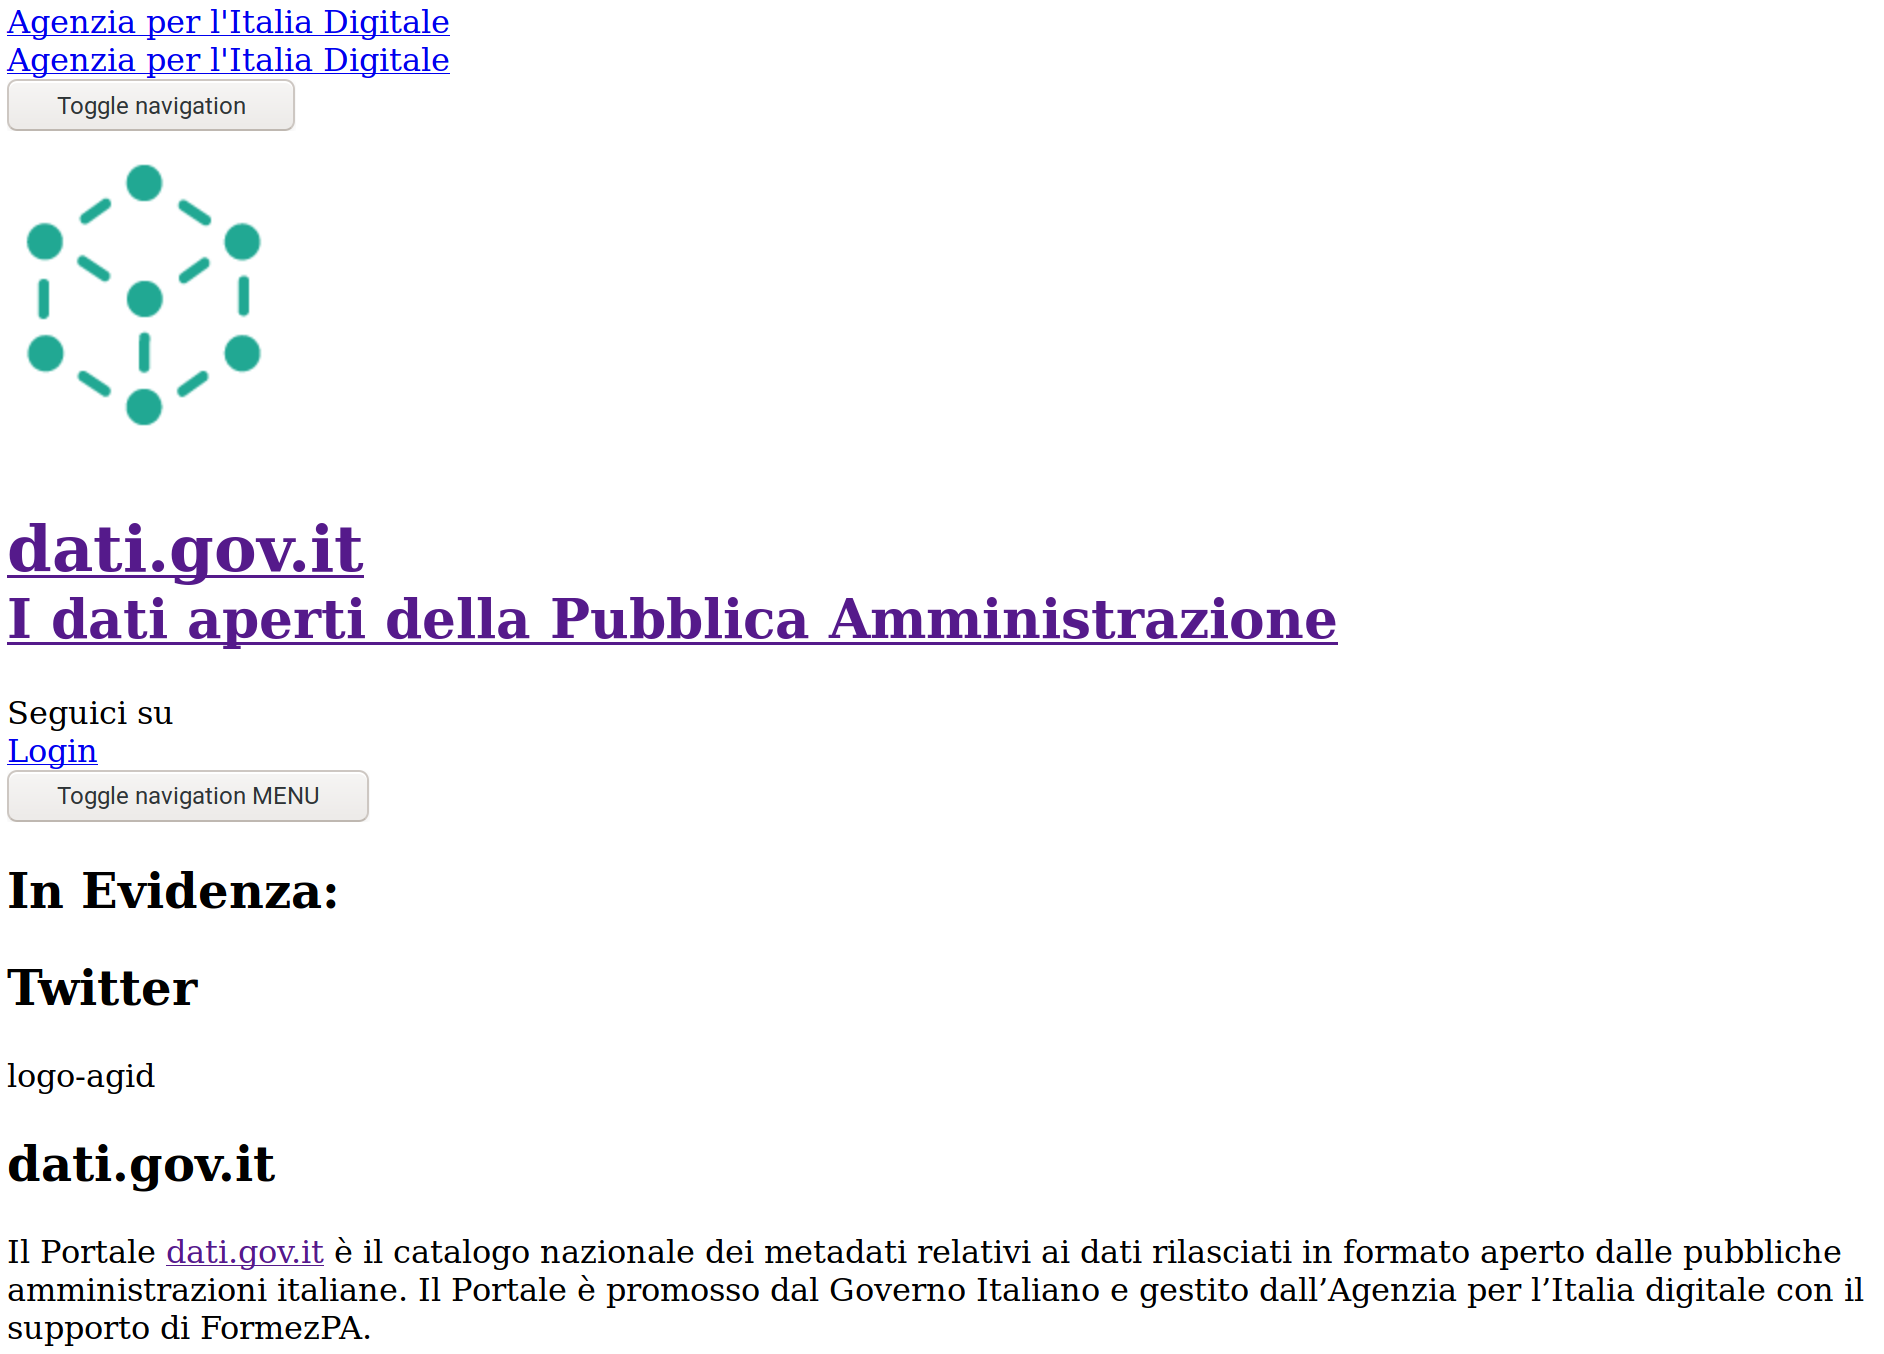 Agenzia per l'Italia Digitale
Agenzia per l'Italia Digitale
Toggle navigation
dati.gov.it
I dati aperti della Pubblica Amministrazione
Seguici su
Login
Toggle navigation MENU
In Evidenza:
Twitter
logo-agid
dati.gov.it
Il Portale dati.gov.it è il catalogo nazionale dei metadati relativi ai dati rilasciati in formato aperto dalle pubbliche
amministrazioni italiane. Il Portale è promosso dal Governo Italiano e gestito dall’Agenzia per l’Italia digitale con il
supporto di FormezPA.